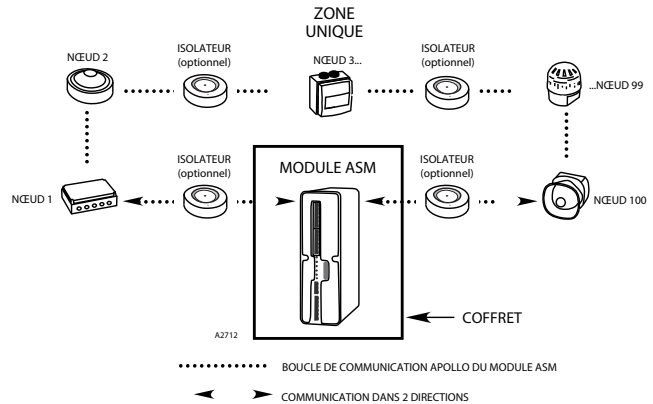 ZONE
UNIQUE
NŒUD 2
ISOLATEUR
(optionnel)
NŒUD 3...
ISOLATEUR
(optionnel)
...NŒUD 99
NŒUD 1
ISOLATEUR
(optionnel)
MODULE ASM
ISOLATEUR
(optionnel)
NŒUD 100
COFFRET
A2712
BOUCLE DE COMMUNICATION APOLLO DU MODULE ASM
COMMUNICATION DANS 2 DIRECTIONS